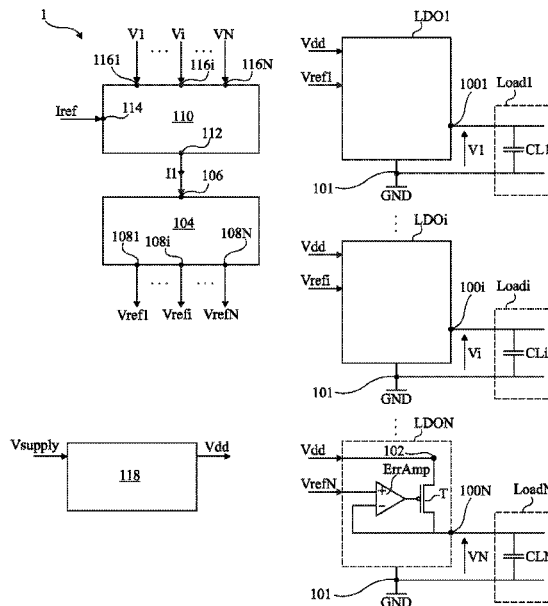 1
V1 ... Vi ... VN
1161 116i 116N
Iref 114 110
112
I1
106
104
1081 108i 108N
Vref1 Vrefi VrefN
Vsupply 118 Vdd
LDO1
Vdd
Vref1
1001
Load1
V1
CL1
101
GND
LDOi
Vdd
Vrefi
100i
Loadi
Vi
CLi
101
GND
LDON
Vdd 102
ErrAmp
VrefN + - T
100N
LoadN
VN
CLN
101
GND